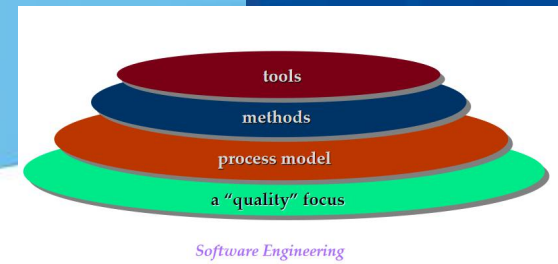 tools
methods
process model
a “quality” focus
Software Engineering